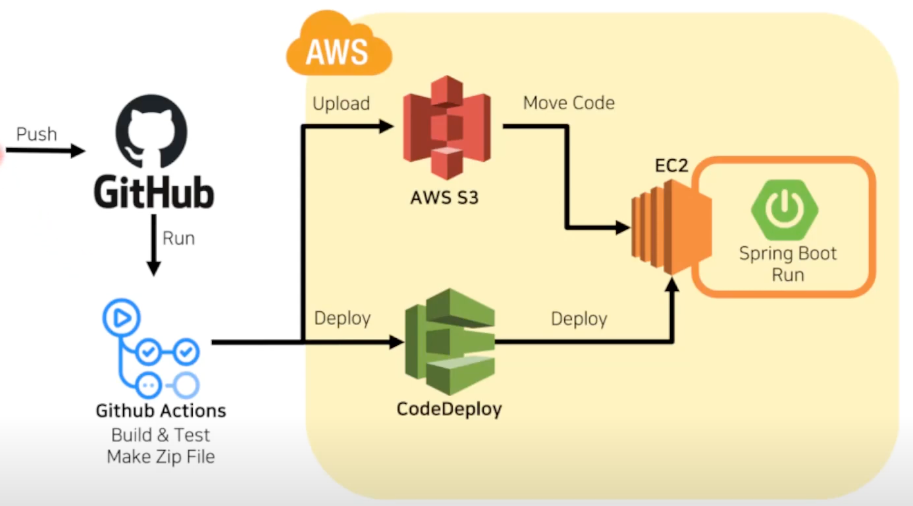 AWS
Upload
Move Code
Push
GitHub
AWS S3
EC2
Run
Spring Boot
Run
Deploy
Deploy
Github Actions
CodeDeploy
Build & Test
Make Zip File